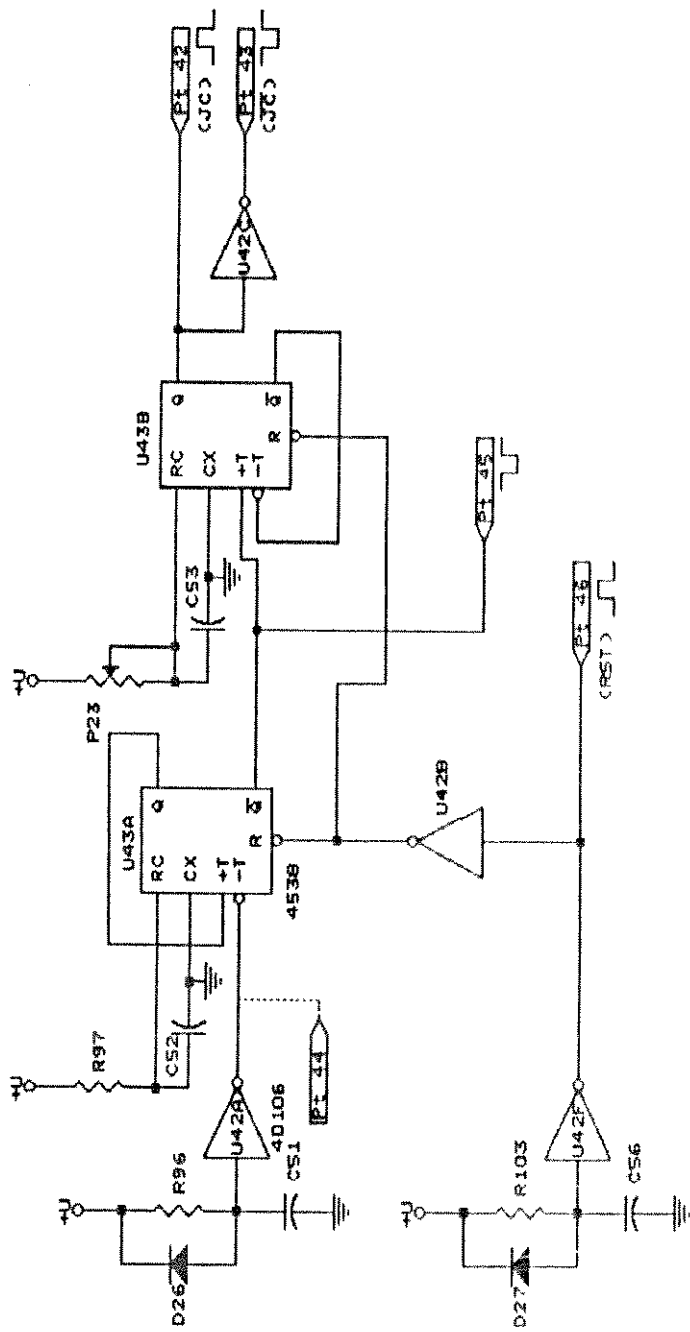 +V
D26
R96
U42A
40106
C51
+V
R97
C52
U43A
RC
CX
+T
-T
Q
Q
R
4538
Pt 44
+V
P23
C53
U43B
RC
CX
+T
-T
Q
Q
R
U42C
Pt 42
(JC)
Pt 43
(JC)
Pt 45
U42B
+V
D27
R103
U42F
C56
Pt 46
(RST)